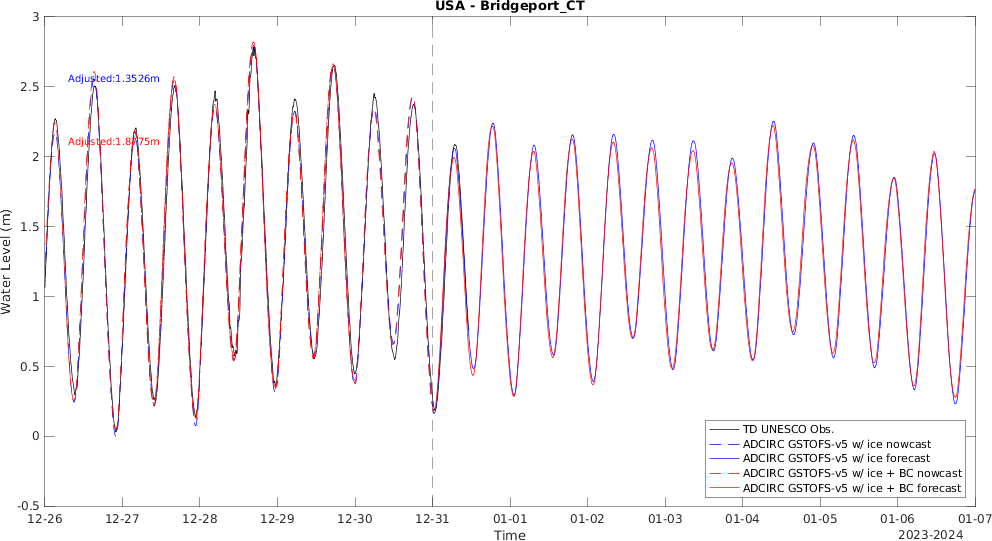 USA - Bridgeport_CT
3
2.5
2
1.5
1
0.5
0
-0.5
Water Level (m)
Adjusted:1.3526m
12-26
12-27
12-28
12-29
12-30
12-31
01-01
01-02
01-03
01-04
01-05
01-06
01-07
Time
2023-2024
TD UNESCO Obs.
ADCIRC GSTOFS-v5 w/ ice nowcast
ADCIRC GSTOFS-v5 w/ ice forecast
ADCIRC GSTOFS-v5 w/ ice + BC nowcast
ADCIRC GSTOFS-v5 w/ ice + BC forecast